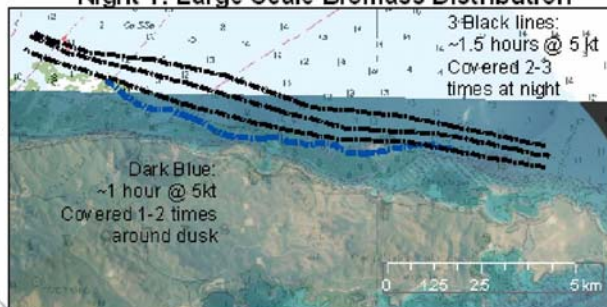 Night 1: Large Scale Biomass Distribution
3 Black lines:
~1.5 hours @ 5 kt
Covered 2-3
times at night
Dark Blue:
~1 hour @ 5kt
Covered 1-2 times
around dusk
0 1.25 2.5 5 km